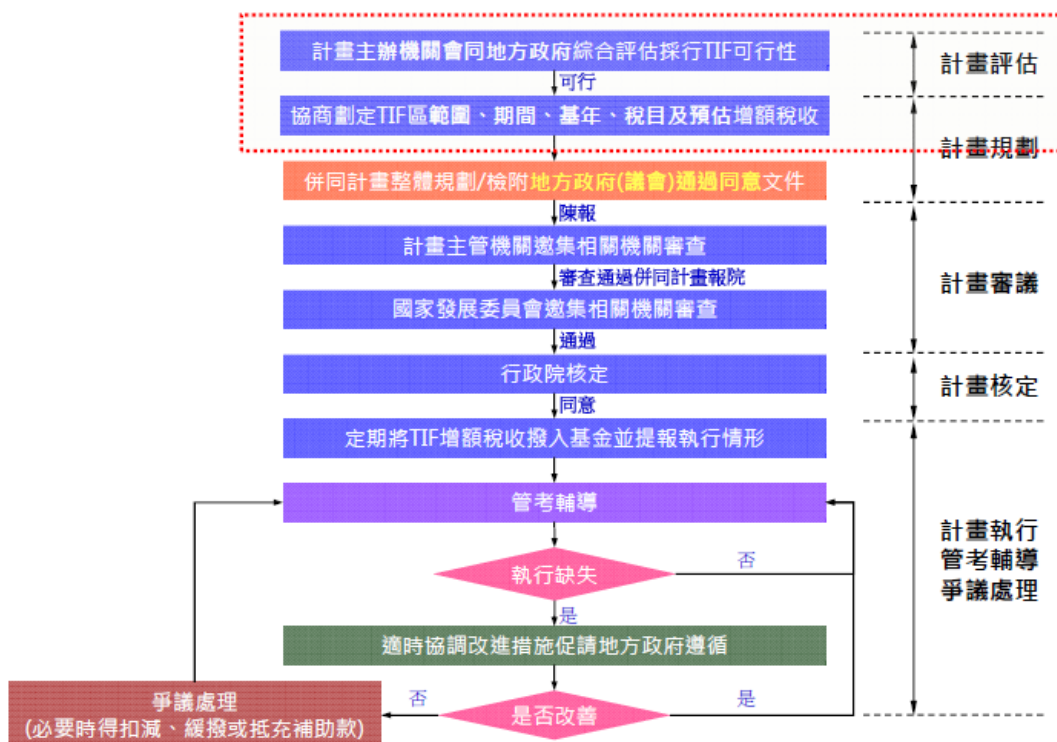 計畫主辦機關會同地方政府綜合評估採行TIF可行性
計畫評估
可行
協商劃定TIF區範圍、期間、基年、稅目及預估增額稅收
計畫規劃
併同計畫整體規劃/檢附地方政府(議會)通過同意文件
陳報
計畫主管機關邀集相關機關審查
審查通過併同計畫報院
計畫審議
國家發展委員會邀集相關機關審查
通過
行政院核定
計畫核定
同意
定期將TIF增額稅收撥入基金並提報執行情形
管考輔導
計畫執行
管考輔導
爭議處理
執行缺失
否
是
適時協調改進措施促請地方政府遵循
是否改善
否
是
爭議處理
(必要時得扣減、緩撥或抵充補助款)